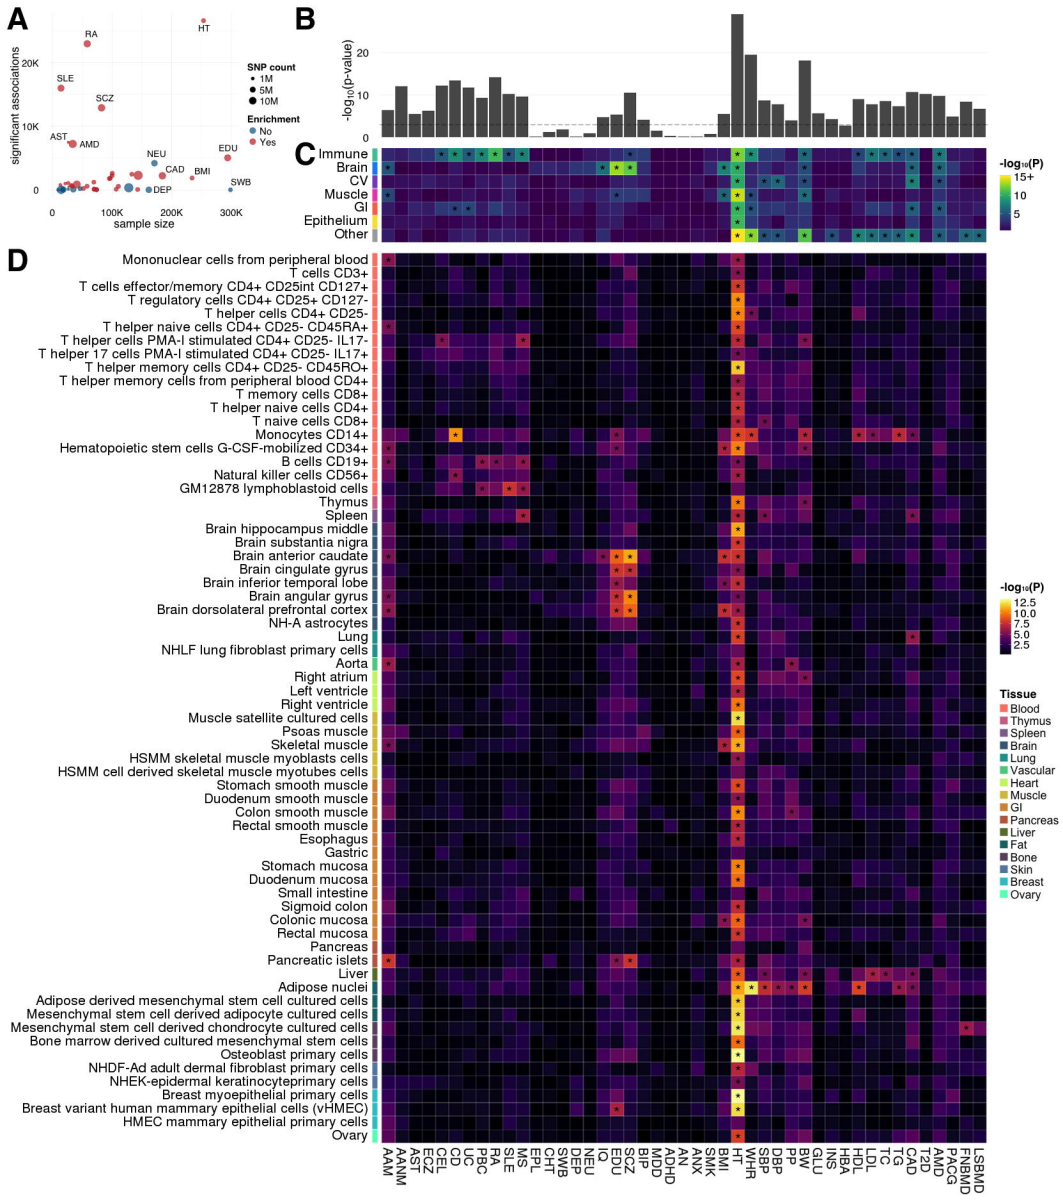 A
significant associations
20K
10K
0
0
100K
200K
300K
sample size
RA
HT
SLE
SCZ
AST
AMD
NEU
CAD
DEP
EDU
BMI
SWB
SNP count
1M
5M
10M
Enrichment
No
Yes
B
-log₁₀(p-value)
20
10
0
C
Immune
Brain
CV
Muscle
GI
Epithelium
Other
-log₁₀(P)
15+
10
5
D
Mononuclear cells from peripheral blood
T cells CD3+
T cells effector/memory CD4+ CD25int CD127+
T regulatory cells CD4+ CD25+ CD127-
T helper cells CD4+ CD25-
T helper naive cells CD4+ CD25- CD45RA+
T helper cells PMA-I stimulated CD4+ CD25- IL17-
T helper 17 cells PMA-I stimulated CD4+ CD25- IL17+
T helper memory cells CD4+ CD25- CD45RO+
T helper memory cells from peripheral blood CD4+
T memory cells CD8+
T helper naive cells CD4+
T naive cells CD8+
Monocytes CD14+
Hematopoietic stem cells G-CSF-mobilized CD34+
B cells CD19+
Natural killer cells CD56+
GM12878 lymphoblastoid cells
Thymus
Spleen
Brain hippocampus middle
Brain substantia nigra
Brain anterior caudate
Brain cingulate gyrus
Brain inferior temporal lobe
Brain angular gyrus
Brain dorsolateral prefrontal cortex
NH-A astrocytes
Lung
NHLF lung fibroblast primary cells
Aorta
Right atrium
Left ventricle
Right ventricle
Muscle satellite cultured cells
Psoas muscle
Skeletal muscle
HSMM skeletal muscle myoblasts cells
HSMM cell derived skeletal muscle myotubes cells
Stomach smooth muscle
Duodenum smooth muscle
Colon smooth muscle
Rectal smooth muscle
Esophagus
Gastric
Stomach mucosa
Duodenum mucosa
Small intestine
Sigmoid colon
Colonic mucosa
Rectal mucosa
Pancreas
Pancreatic islets
Liver
Adipose nuclei
Adipose derived mesenchymal stem cell cultured cells
Mesenchymal stem cell derived adipocyte cultured cells
Mesenchymal stem cell derived chondrocyte cultured cells
Bone marrow derived cultured mesenchymal stem cells
Osteoblast primary cells
NHDF-Ad adult dermal fibroblast primary cells
NHEK-epidermal keratinocyteprimary cells
Breast myoepithelial primary cells
Breast variant human mammary epithelial cells (vHMEC)
HMEC mammary epithelial primary cells
Ovary
-log₁₀(P)
12.5
10.0
7.5
5.0
2.5
Tissue
Blood
Thymus
Spleen
Brain
Lung
Vascular
Heart
Muscle
GI
Pancreas
Liver
Fat
Bone
Skin
Breast
Ovary
AAM
AANM
AST
ECZ
CEL
CD
UC
PBC
RA
SLE
MS
EPL
CHT
SWB
DEP
NEU
IQ
EDU
SCZ
BIP
MDD
ADHD
AN
ANX
SMK
BMI
HT
WHR
SBP
DBP
PP
BW
GLU
INS
HBA
HDL
LDL
TC
TG
CAD
T2D
AMD
PACG
FNBMD
LSBMD